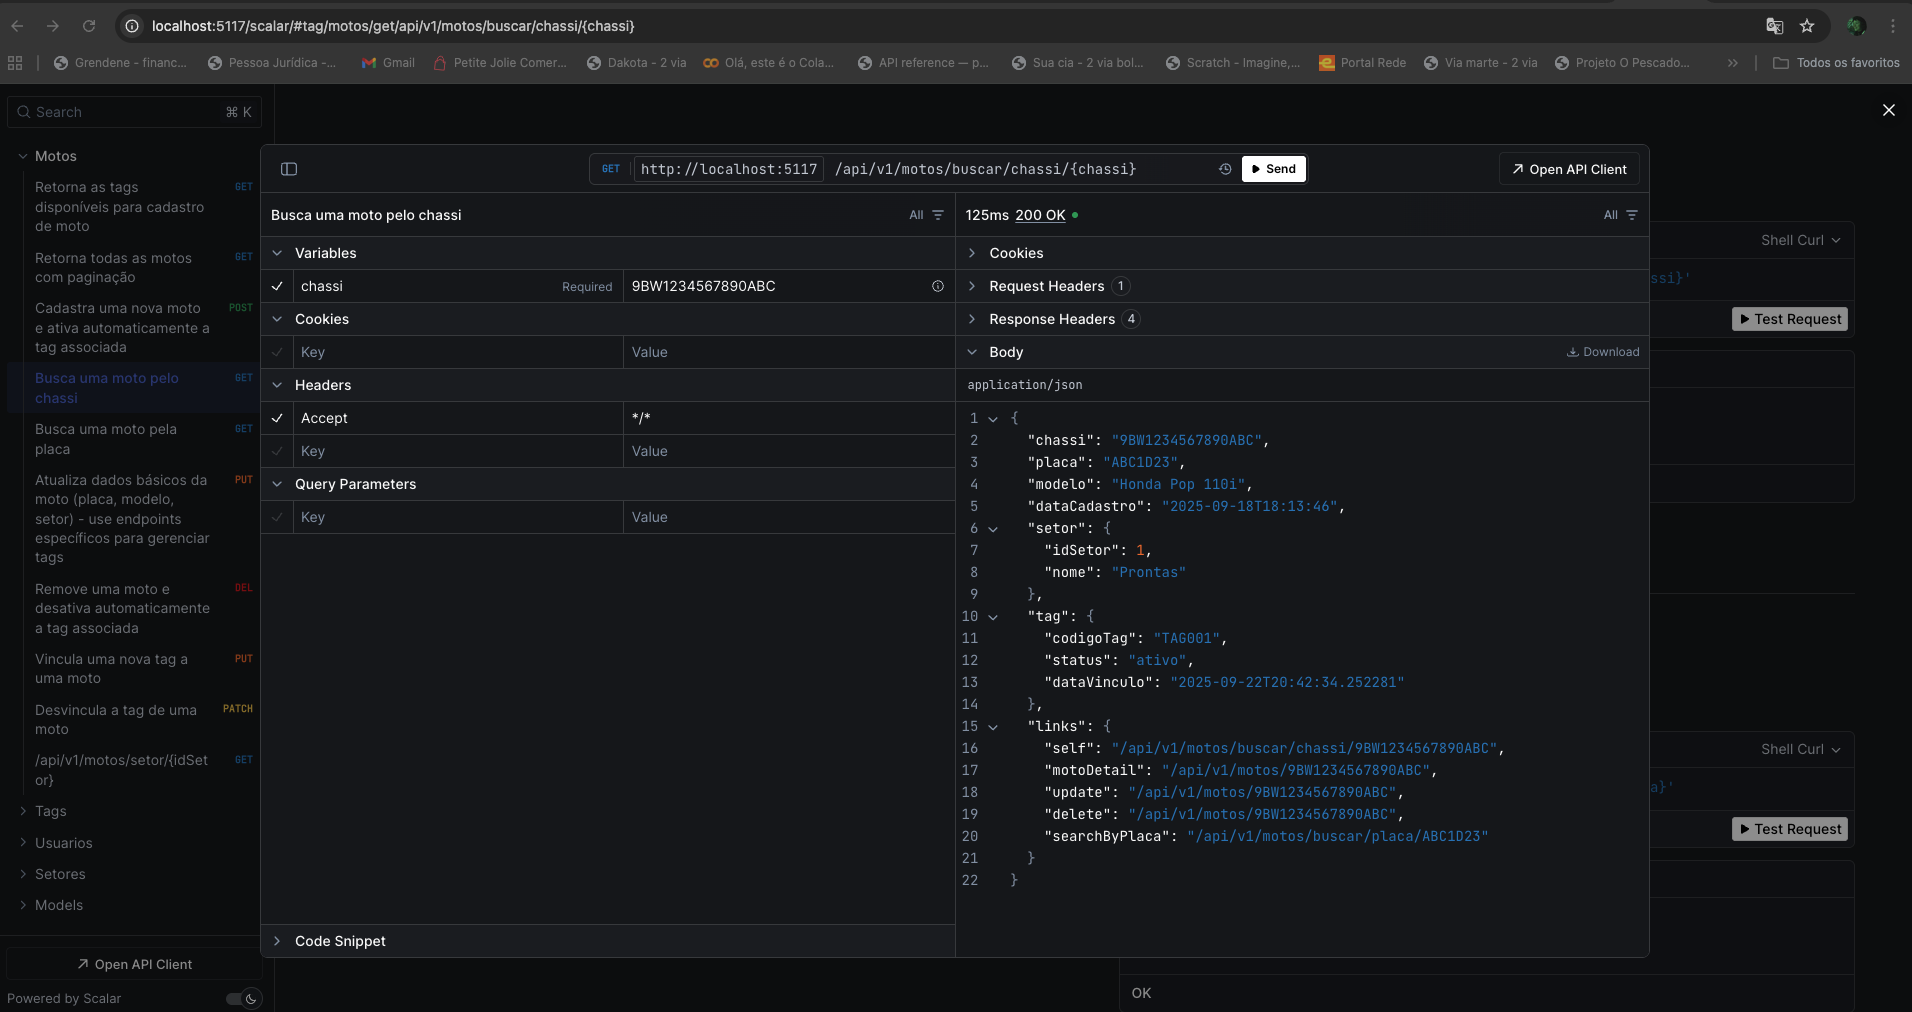 localhost:5117/scalar/#tag/motos/get/api/v1/motos/buscar/chassi/{chassi}
Grendene - financ...
Pessoa Jurídica -...
Gmail
Petite Jolie Comer...
Dakota - 2 via
Olá, este é o Cola...
API reference — p...
Sua cia - 2 via bol...
Scratch - Imagine,...
Portal Rede
Via marte - 2 via
Projeto O Pescado...
»
Todos os favoritos
Search
⌘ K
Motos
Retorna as tags disponíveis para cadastro de moto
GET
Retorna todas as motos com paginação
GET
Cadastra uma nova moto e ativa automaticamente a tag associada
POST
Busca uma moto pelo chassi
GET
Busca uma moto pela placa
GET
Atualiza dados básicos da moto (placa, modelo, setor) - use endpoints específicos para gerenciar tags
PUT
Remove uma moto e desativa automaticamente a tag associada
DEL
Vincula uma nova tag a uma moto
PUT
Desvincula a tag de uma moto
PATCH
/api/v1/motos/setor/{idSetor}
GET
Tags
Usuarios
Setores
Models
Open API Client
Powered by Scalar
GET
http://localhost:5117
/api/v1/motos/buscar/chassi/{chassi}
Send
Open API Client
Busca uma moto pelo chassi
All
Variables
chassi
Required
9BW1234567890ABC
Cookies
Key
Value
Headers
Accept
*/*
Key
Value
Query Parameters
Key
Value
Code Snippet
125ms 200 OK
All
Cookies
Request Headers 1
Response Headers 4
Body
Download
application/json
1 {
2 "chassi": "9BW1234567890ABC",
3 "placa": "ABC1D23",
4 "modelo": "Honda Pop 110i",
5 "dataCadastro": "2025-09-18T18:13:46",
6 "setor": {
7 "idSetor": 1,
8 "nome": "Prontas"
9 },
10 "tag": {
11 "codigoTag": "TAG001",
12 "status": "ativo",
13 "dataVinculo": "2025-09-22T20:42:34.252281"
14 },
15 "links": {
16 "self": "/api/v1/motos/buscar/chassi/9BW1234567890ABC",
17 "motoDetail": "/api/v1/motos/9BW1234567890ABC",
18 "update": "/api/v1/motos/9BW1234567890ABC",
19 "delete": "/api/v1/motos/9BW1234567890ABC",
20 "searchByPlaca": "/api/v1/motos/buscar/placa/ABC1D23"
21 }
22 }
Shell Curl
ssi}'
Test Request
Shell Curl
a}'
Test Request
OK